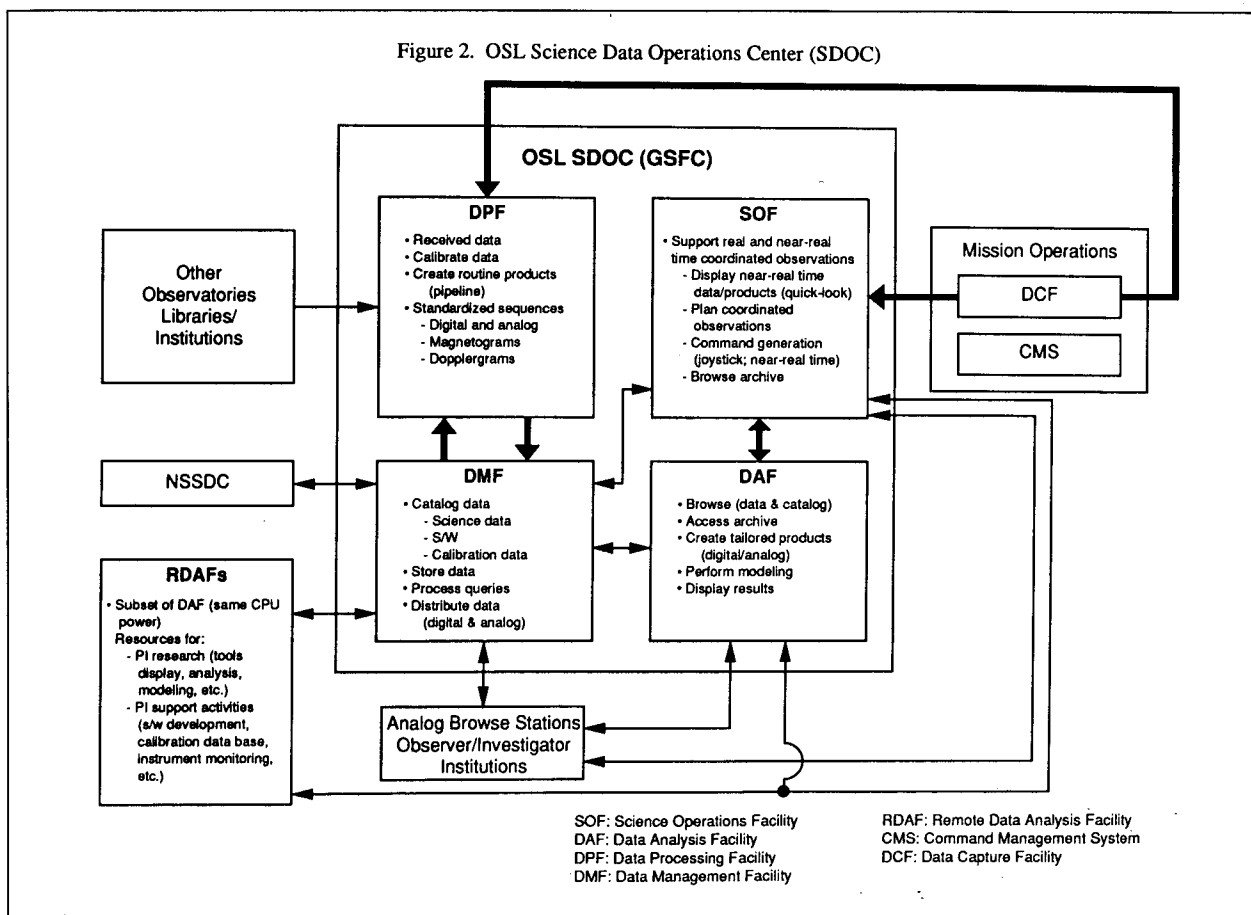 Figure 2. OSL Science Data Operations Center (SDOC)
OSL SDOC (GSFC)
DPF
• Received data
• Calibrate data
• Create routine products
(pipeline)
• Standardized sequences
- Digital and analog
- Magnetograms
- Dopplergrams
SOF
• Support real and near-real
time coordinated observations
- Display near-real time
data/products (quick-look)
- Plan coordinated
observations
- Command generation
(joystick; near-real time)
- Browse archive
Mission Operations
DCF
CMS
Other
Observatories
Libraries/
Institutions
NSSDC
DMF
• Catalog data
- Science data
- S/W
- Calibration data
• Store data
• Process queries
• Distribute data
(digital & analog)
DAF
• Browse (data & catalog)
• Access archive
• Create tailored products
(digital/analog)
• Perform modeling
• Display results
RDAFs
• Subset of DAF (same CPU
power)
Resources for:
- PI research (tools
display, analysis,
modeling, etc.)
- PI support activities
(s/w development,
calibration data base,
instrument monitoring,
etc.)
Analog Browse Stations
Observer/Investigator
Institutions
SOF: Science Operations Facility
DAF: Data Analysis Facility
DPF: Data Processing Facility
DMF: Data Management Facility
RDAF: Remote Data Analysis Facility
CMS: Command Management System
DCF: Data Capture Facility